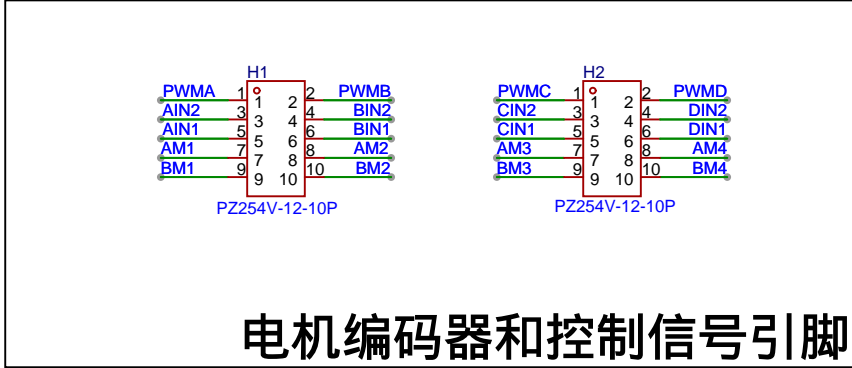 H1
PWMA 1 1 2 2 PWMB
AIN2 3 3 4 4 BIN2
AIN1 5 5 6 6 BIN1
AM1 7 7 8 8 AM2
BM1 9 9 10 10 BM2
PZ254V-12-10P
H2
PWMC 1 1 2 2 PWMD
CIN2 3 3 4 4 DIN2
CIN1 5 5 6 6 DIN1
AM3 7 7 8 8 AM4
BM3 9 9 10 10 BM4
PZ254V-12-10P
电机编码器和控制信号引脚